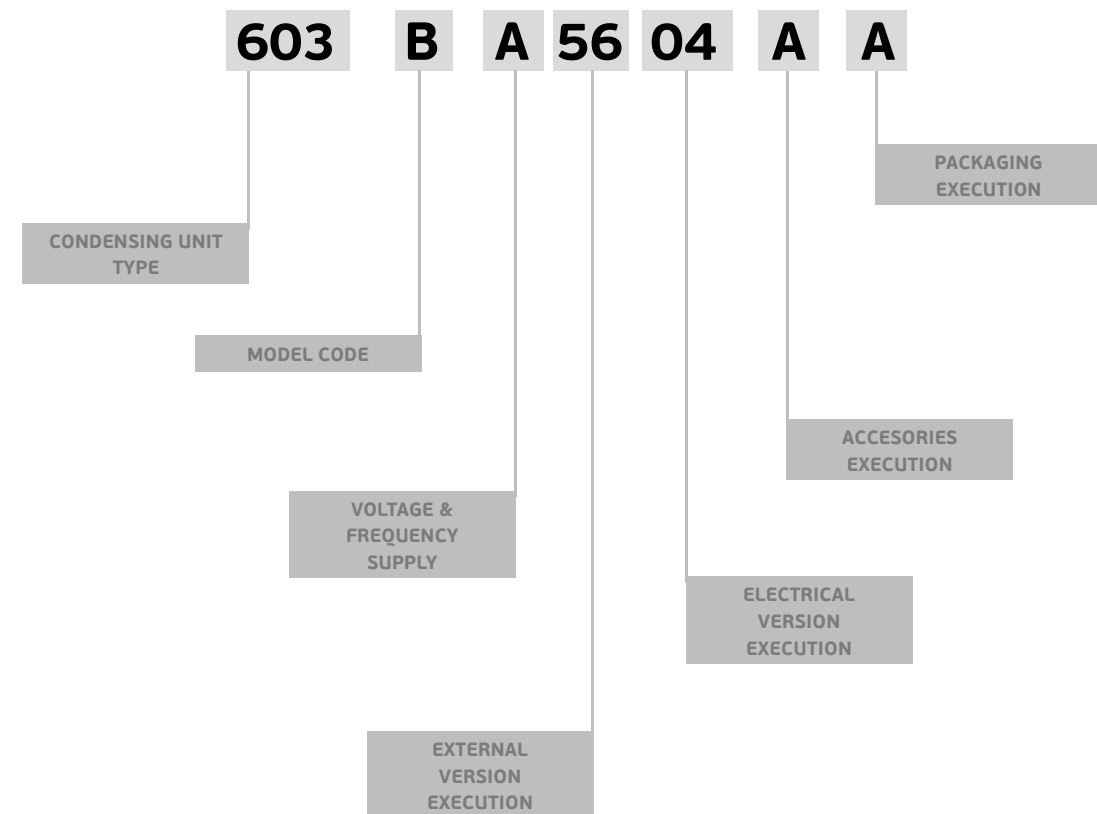 603 B A 56 04 A A
PACKAGING
EXECUTION
CONDENSING UNIT
TYPE
MODEL CODE
ACCESORIES
EXECUTION
VOLTAGE &
FREQUENCY
SUPPLY
ELECTRICAL
VERSION
EXECUTION
EXTERNAL
VERSION
EXECUTION